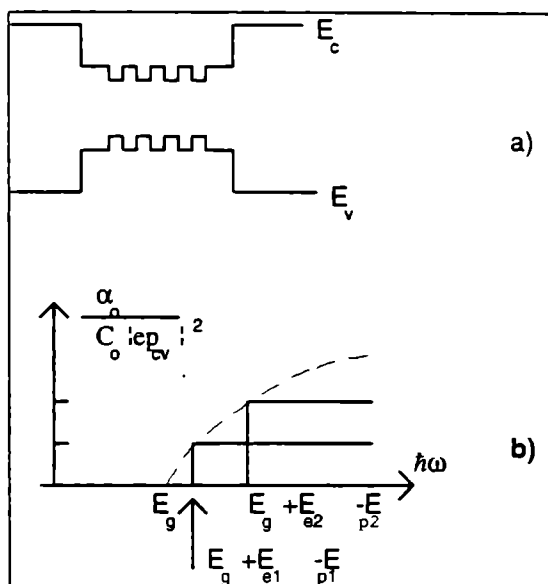 E_c
a)
E_v
α_o
C_o |ep_cv|²
b)
ħω
E_g E_g +E_e2 -E_p2
E_g +E_e1 -E_p1